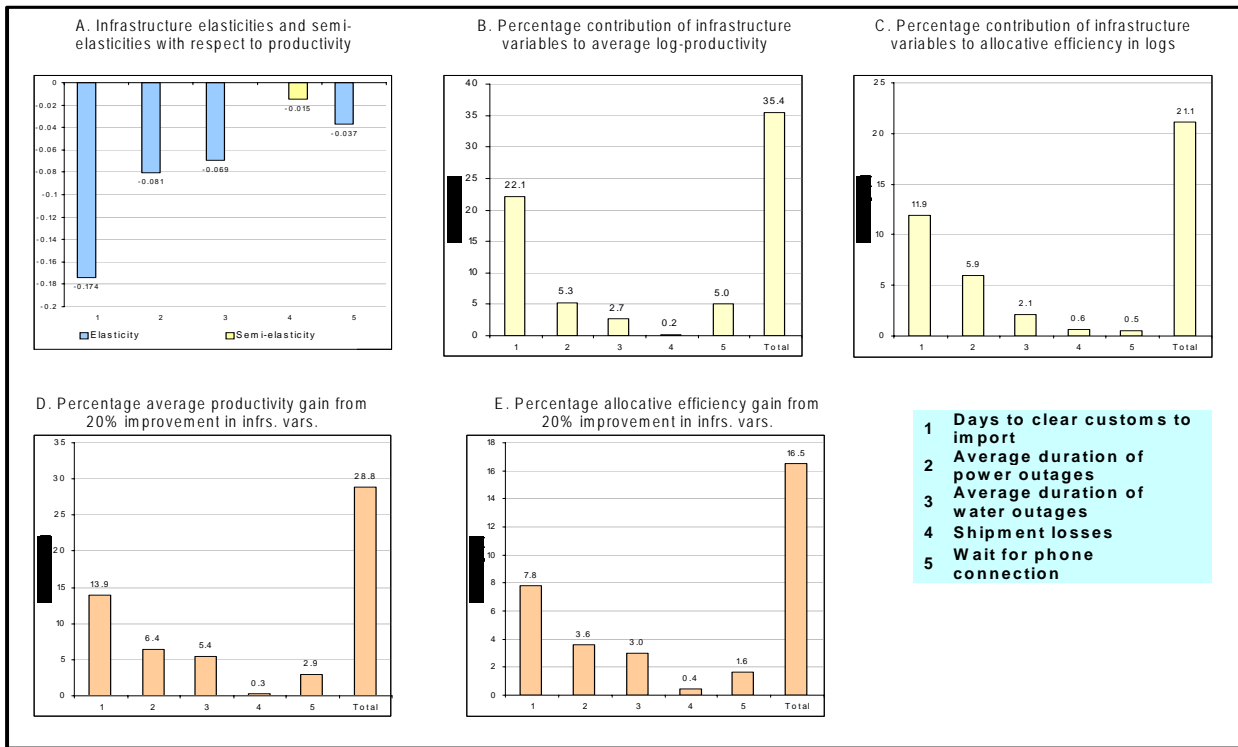 A. Infrastructure elasticities and semi-
elasticities with respect to productivity
0
-0.02
-0.04
-0.06
-0.08
-0.1
-0.12
-0.14
-0.16
-0.18
-0.2
-0.174
-0.081
-0.069
-0.015
-0.037
1 2 3 4 5
Elasticity Semi-elasticity
B. Percentage contribution of infrastructure
variables to average log-productivity
40
35
30
25
20
15
10
5
0
22.1
5.3
2.7
0.2
5.0
35.4
1 2 3 4 5 Total
C. Percentage contribution of infrastructure
variables to allocative efficiency in logs
25
20
15
10
5
0
11.9
5.9
2.1
0.6
0.5
21.1
1 2 3 4 5 Total
D. Percentage average productivity gain from
20% improvement in infrs. vars.
35
30
25
20
15
10
5
0
13.9
6.4
5.4
0.3
2.9
28.8
1 2 3 4 5 Total
E. Percentage allocative efficiency gain from
20% improvement in infrs. vars.
18
16
14
12
10
8
6
4
2
0
7.8
3.6
3.0
0.4
1.6
16.5
1 2 3 4 5 Total
1 Days to clear customs to
import
2 Average duration of
power outages
3 Average duration of
water outages
4 Shipment losses
5 Wait for phone
connection